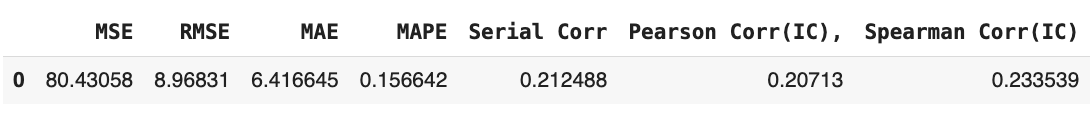 MSE RMSE MAE MAPE Serial Corr Pearson Corr(IC), Spearman Corr(IC)
0 80.43058 8.96831 6.416645 0.156642 0.212488 0.20713 0.233539